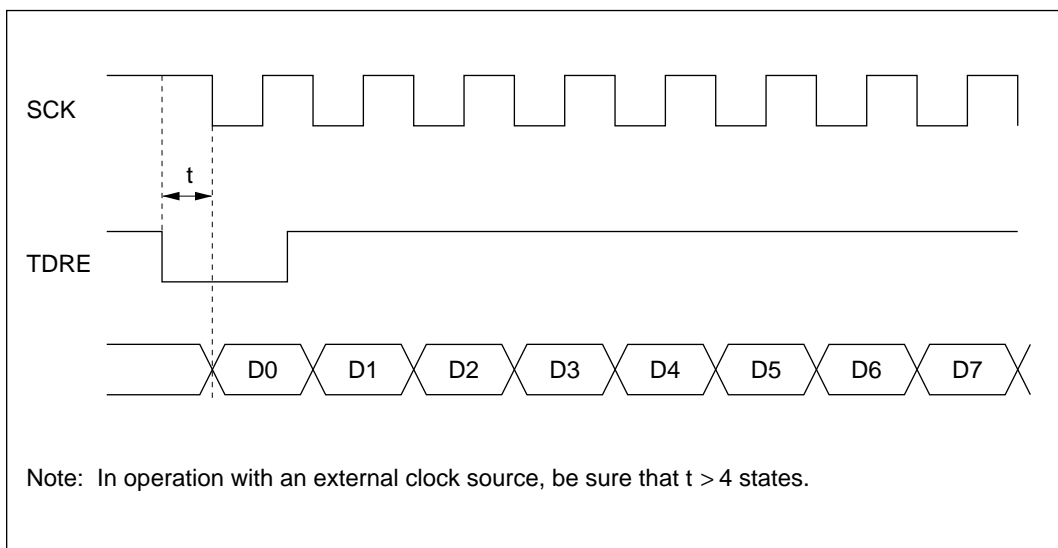 SCK
t
TDRE
D0 D1 D2 D3 D4 D5 D6 D7
Note: In operation with an external clock source, be sure that t > 4 states.